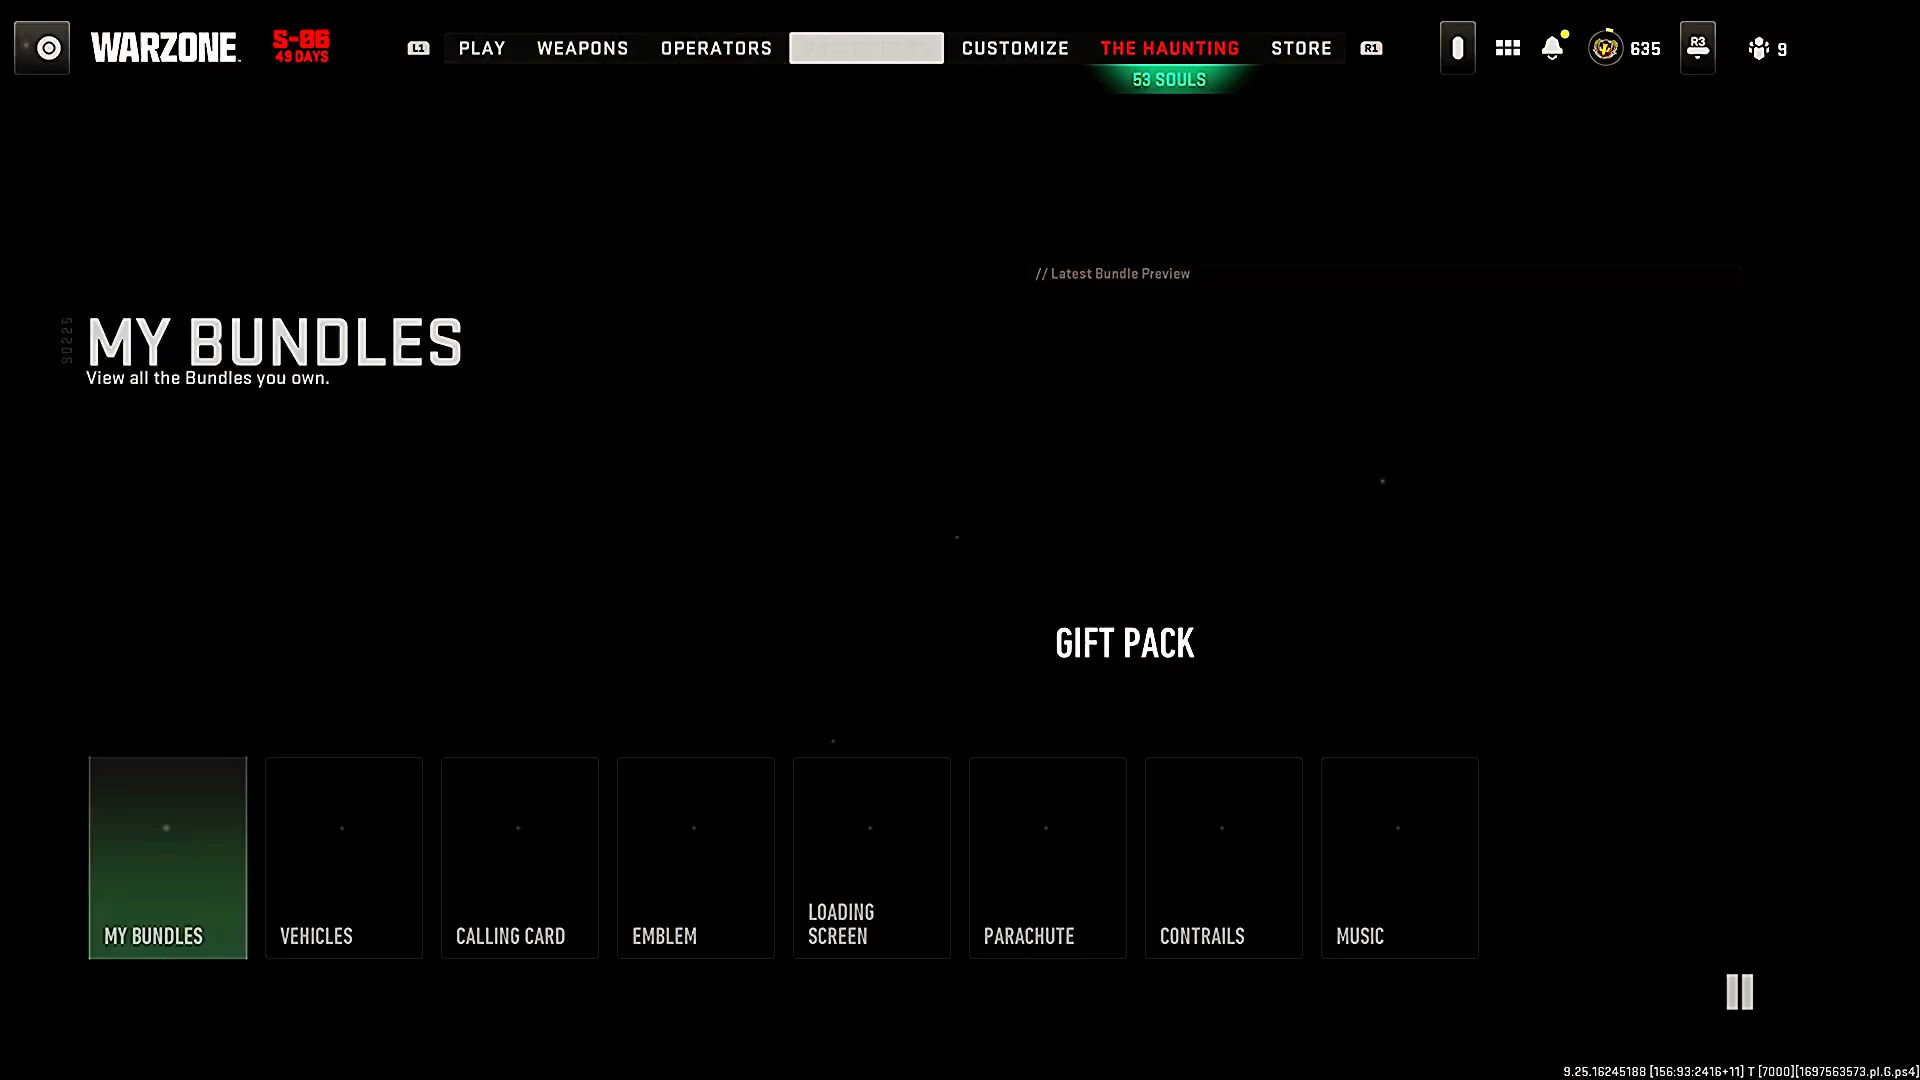 WARZONE
S-06
49 DAYS
L1
PLAY
WEAPONS
OPERATORS
CUSTOMIZE
THE HAUNTING
STORE
R1
635
R3
9
53 SOULS
// Latest Bundle Preview
90225
MY BUNDLES
View all the Bundles you own.
GIFT PACK
MY BUNDLES
VEHICLES
CALLING CARD
EMBLEM
LOADING
SCREEN
PARACHUTE
CONTRAILS
MUSIC
9.25.16245188 [156:93:2416+11] T [7000][1697563573.pl.G.ps4]